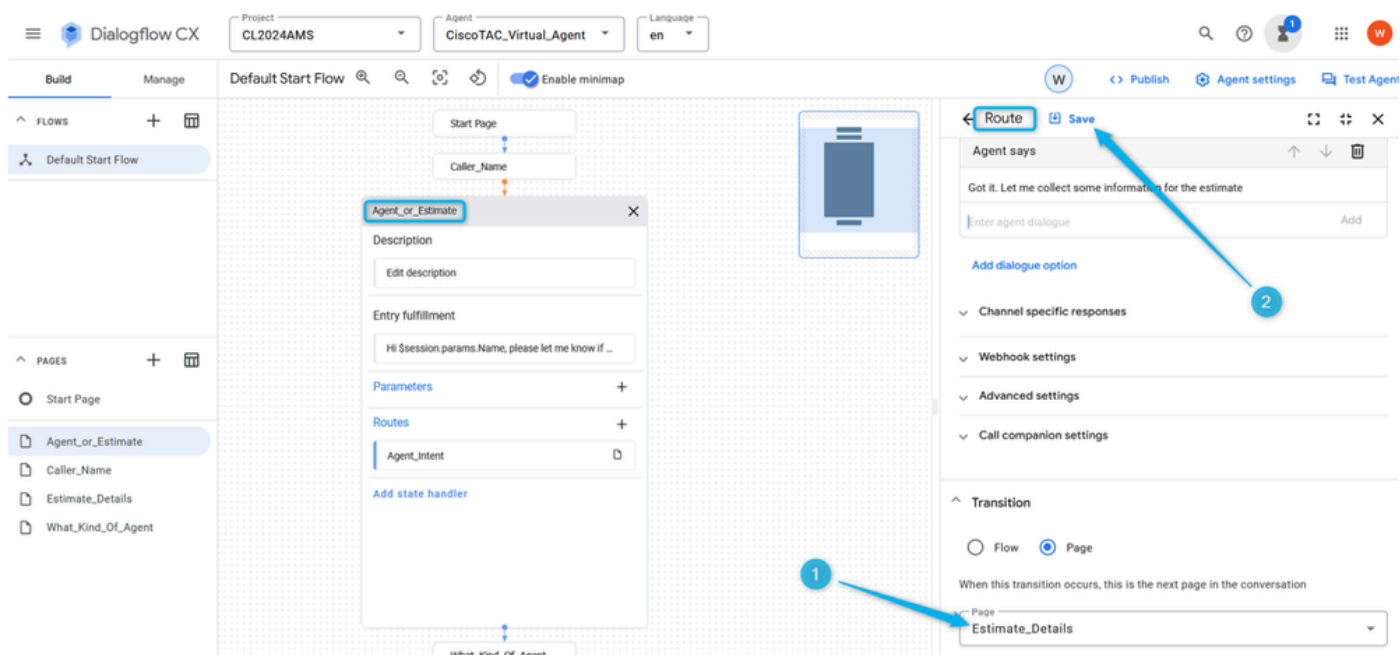 Dialogflow CX
Project
CL2024AMS
Agent
CiscoTAC_Virtual_Agent
Language
en
1
W
Build
Manage
Default Start Flow
Enable minimap
W
<> Publish
Agent settings
Test Agent
FLOWS
Default Start Flow
PAGES
Start Page
Agent_or_Estimate
Caller_Name
Estimate_Details
What_Kind_Of_Agent
Start Page
Caller_Name
Agent_or_Estimate
Description
Edit description
Entry fulfillment
Hi $session.params.Name, please let me know if ...
Parameters
Routes
Agent_Intent
Add state handler
What_Kind_Of_Agent
Route
Save
Agent says
Got it. Let me collect some information for the estimate
Enter agent dialogue
Add
Add dialogue option
2
Channel specific responses
Webhook settings
Advanced settings
Call companion settings
Transition
Flow
Page
1
When this transition occurs, this is the next page in the conversation
Page
Estimate_Details